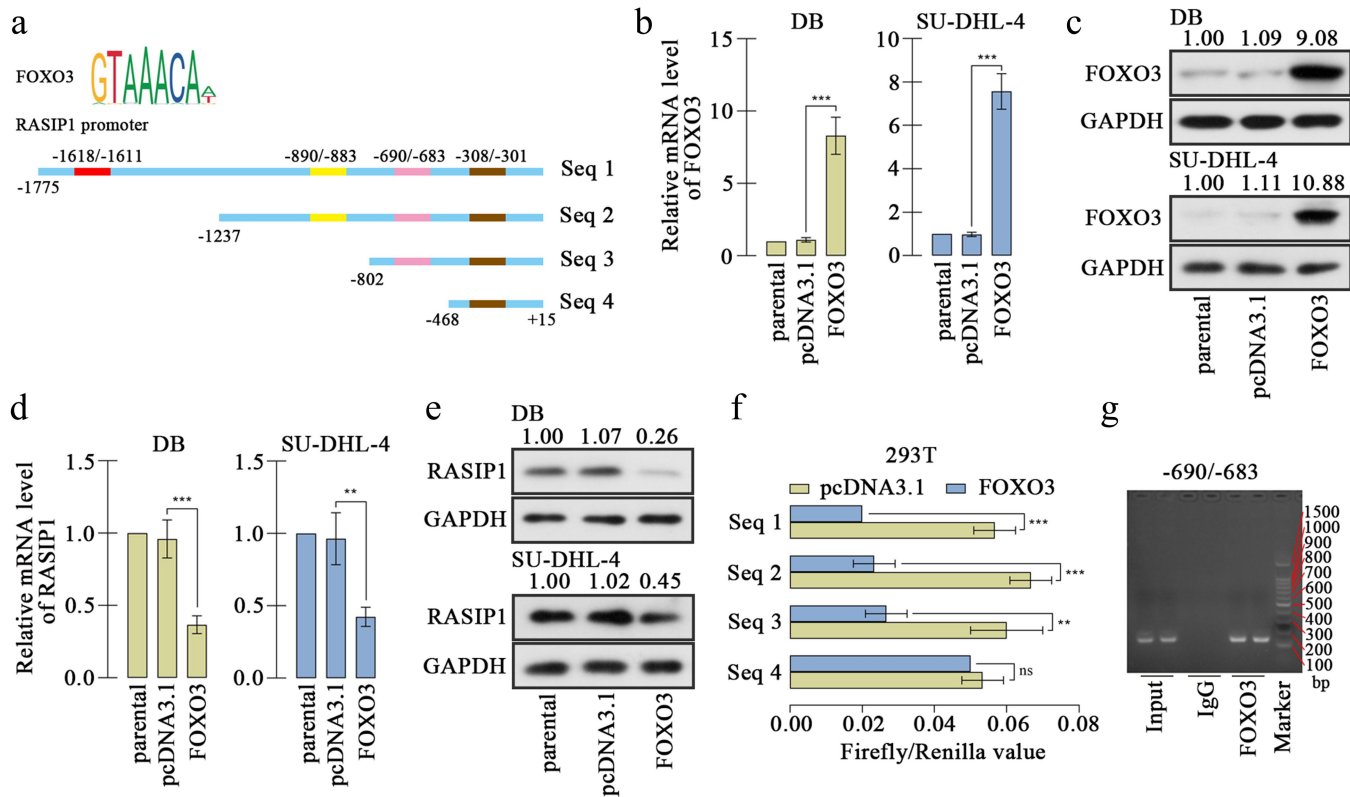 a
FOXO3
GTAAACA
RASIP1 promoter
-1618/-1611 -890/-883 -690/-683 -308/-301
Seq 1
-1775
Seq 2
-1237
Seq 3
-802
Seq 4
-468 +15
b
DB SU-DHL-4
Relative mRNA level
of FOXO3
15
10
5
0
***
10
8
6
4
2
0
***
parental
pcDNA3.1
FOXO3
parental
pcDNA3.1
FOXO3
c
DB
1.00 1.09 9.08
FOXO3
GAPDH
SU-DHL-4
1.00 1.11 10.88
FOXO3
GAPDH
parental
pcDNA3.1
FOXO3
d
DB SU-DHL-4
Relative mRNA level
of RASIP1
1.5
1.0
0.5
0.0
***
1.5
1.0
0.5
0.0
**
parental
pcDNA3.1
FOXO3
parental
pcDNA3.1
FOXO3
e
DB
1.00 1.07 0.26
RASIP1
GAPDH
SU-DHL-4
1.00 1.02 0.45
RASIP1
GAPDH
parental
pcDNA3.1
FOXO3
f
293T
pcDNA3.1 FOXO3
Seq 1 ***
Seq 2 ***
Seq 3 **
Seq 4 ns
0.00 0.02 0.04 0.06 0.08
Firefly/Renilla value
g
-690/-683
1500
1000
900
800
700
600
500
400
300
200
100
bp
Input
IgG
FOXO3
Marker